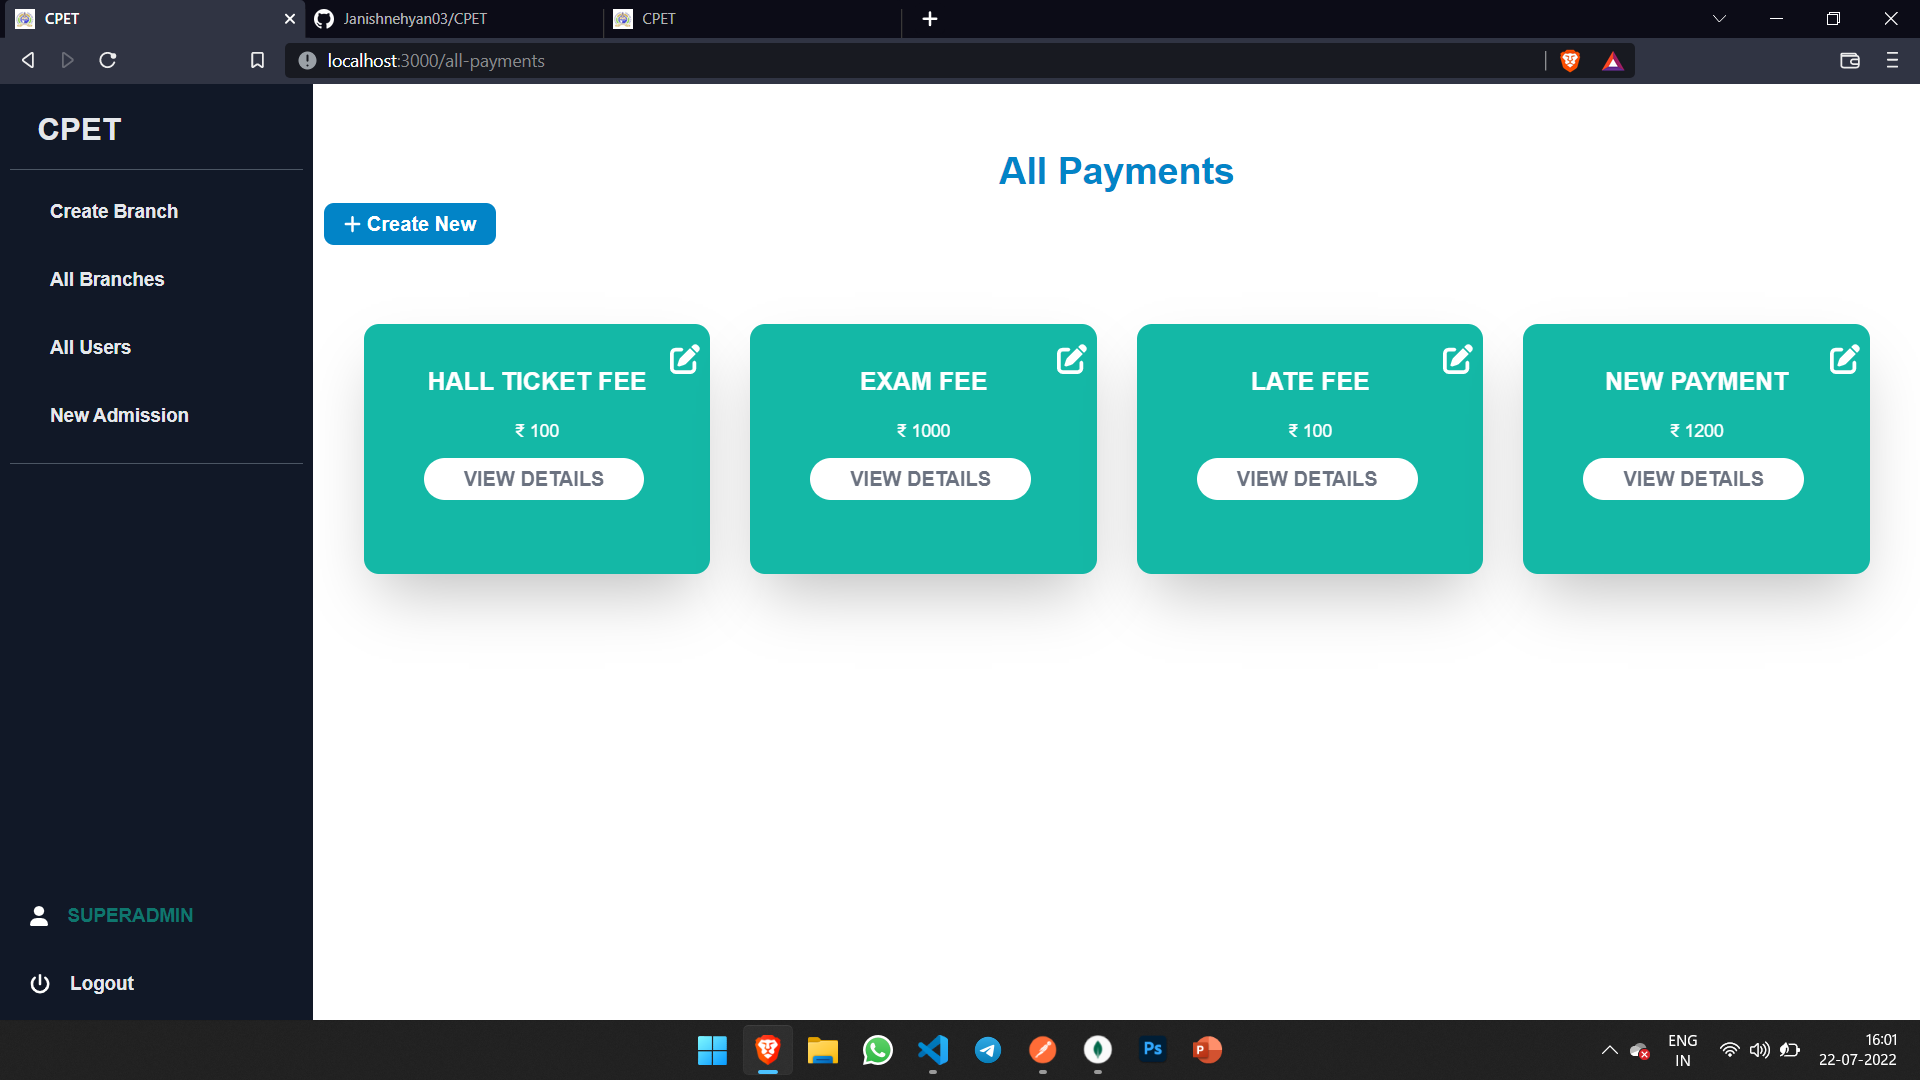 CPET
Janishnehyan03/CPET
CPET
localhost:3000/all-payments
CPET
Create Branch
All Branches
All Users
New Admission
SUPERADMIN
Logout
All Payments
+ Create New
HALL TICKET FEE
₹ 100
VIEW DETAILS
EXAM FEE
₹ 1000
VIEW DETAILS
LATE FEE
₹ 100
VIEW DETAILS
NEW PAYMENT
₹ 1200
VIEW DETAILS
Ps
P
ENG
IN
16:01
22-07-2022